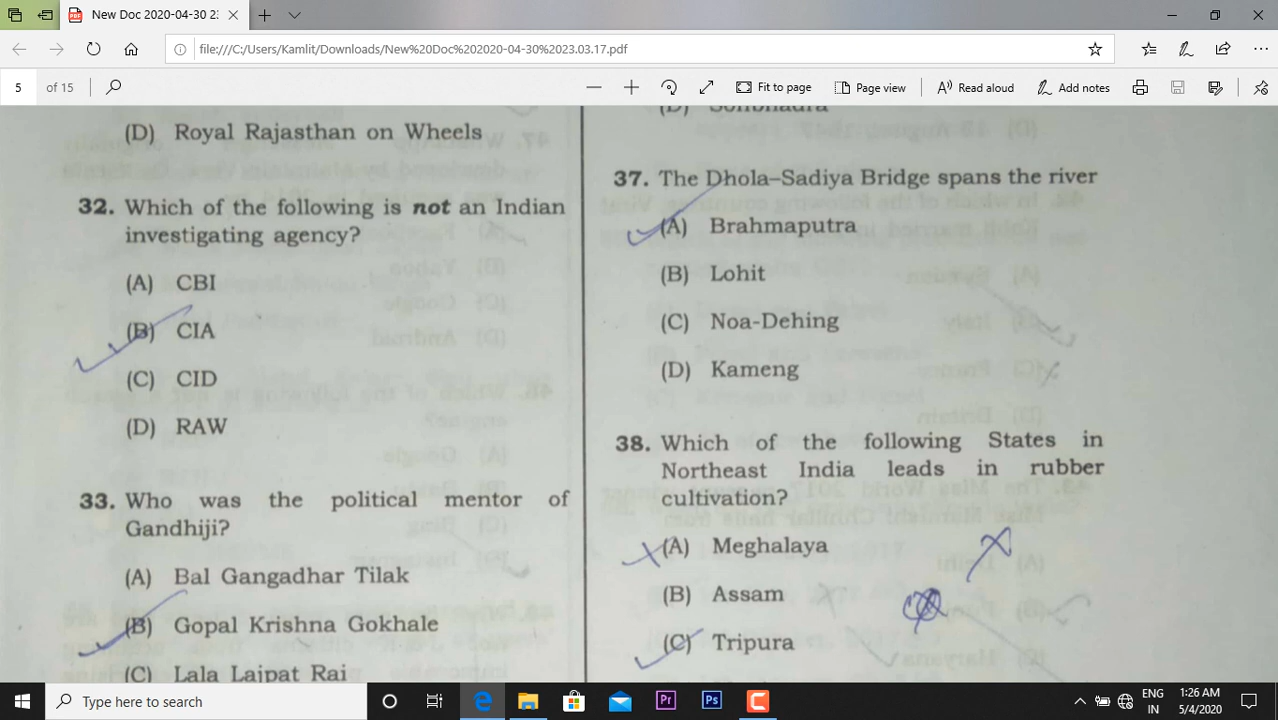 New Doc 2020-04-30 23
file:///C:/Users/Kamlit/Downloads/New%20Doc%202020-04-30%2023.03.17.pdf
5 of 15
Fit to page
Page view
Read aloud
Add notes
(D) Royal Rajasthan on Wheels
32. Which of the following is not an Indian
investigating agency?
(A) CBI
(B) CIA
(C) CID
(D) RAW
33. Who was the political mentor of
Gandhiji?
(A) Bal Gangadhar Tilak
(B) Gopal Krishna Gokhale
(C) Lala Lajpat Rai
(D) Sonbhadra
37. The Dhola–Sadiya Bridge spans the river
(A) Brahmaputra
(B) Lohit
(C) Noa-Dehing
(D) Kameng
38. Which of the following States in
Northeast India leads in rubber
cultivation?
(A) Meghalaya
(B) Assam
(C) Tripura
Type here to search
Pr
Ps
ENG
IN
1:26 AM
5/4/2020